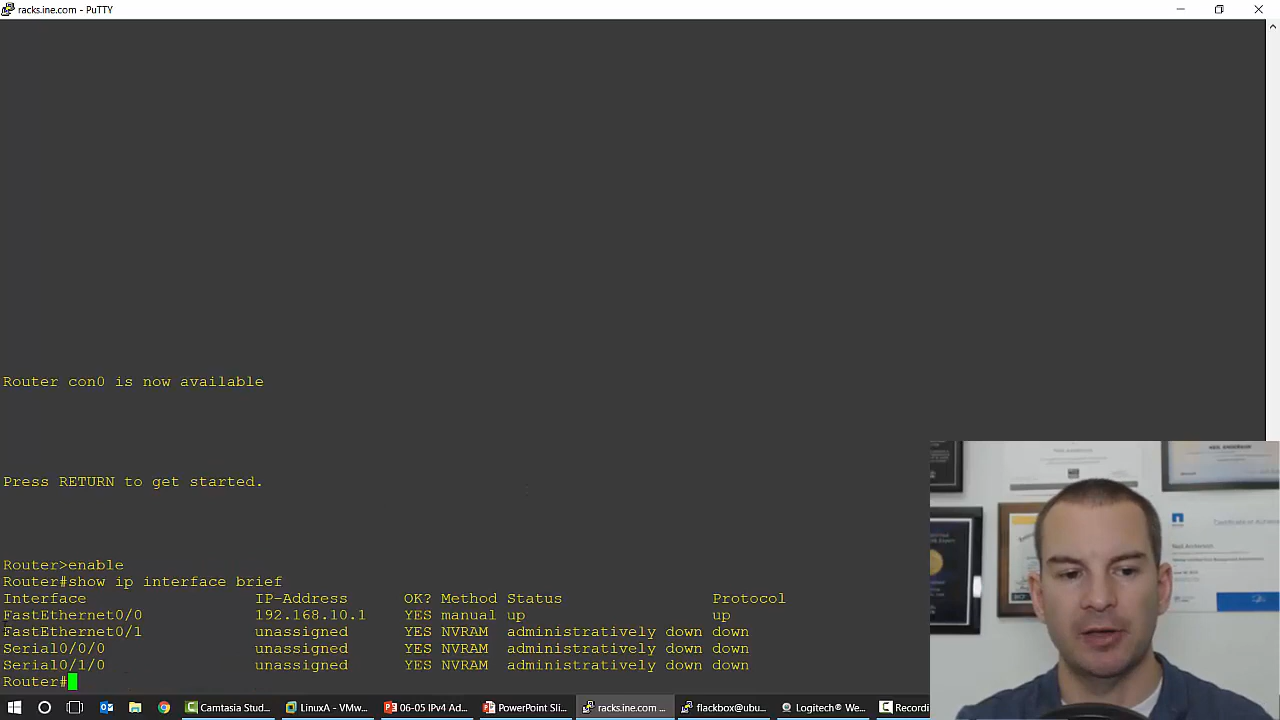 racks.ine.com - PuTTY
Router con0 is now available
Press RETURN to get started.
Router>enable
Router#show ip interface brief
Interface IP-Address OK? Method Status Protocol
FastEthernet0/0 192.168.10.1 YES manual up up
FastEthernet0/1 unassigned YES NVRAM administratively down down
Serial0/0/0 unassigned YES NVRAM administratively down down
Serial0/1/0 unassigned YES NVRAM administratively down down
Router#
Camtasia Stud... LinuxA - VMw... 06-05 IPv4 Ad... PowerPoint Sli... racks.ine.com ... flackbox@ubu... Logitech® We... Recordi